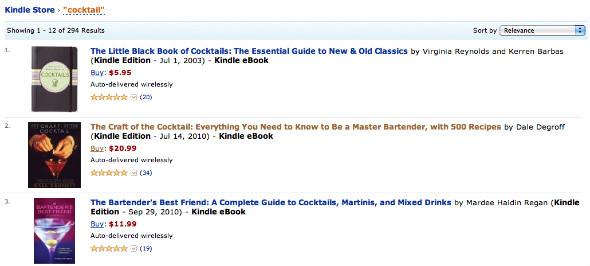 Kindle Store › "cocktail"
Showing 1 - 12 of 294 Results
Sort by Relevance
1.
The Little Black Book of Cocktails: The Essential Guide to New & Old Classics by Virginia Reynolds and Kerren Barbas
(Kindle Edition - Jul 1, 2003) - Kindle eBook
Buy: $5.95
Auto-delivered wirelessly
(20)
COCKTAILS
2.
The Craft of the Cocktail: Everything You Need to Know to Be a Master Bartender, with 500 Recipes by Dale Degroff
(Kindle Edition - Jul 14, 2010) - Kindle eBook
Buy: $20.99
Auto-delivered wirelessly
(34)
THE CRAFT OF THE
COCKTAIL
3.
The Bartender's Best Friend: A Complete Guide to Cocktails, Martinis, and Mixed Drinks by Mardee Haidin Regan (Kindle
Edition - Sep 29, 2010) - Kindle eBook
Buy: $11.99
Auto-delivered wirelessly
(19)
BARTENDER'S
BEST FRIEND